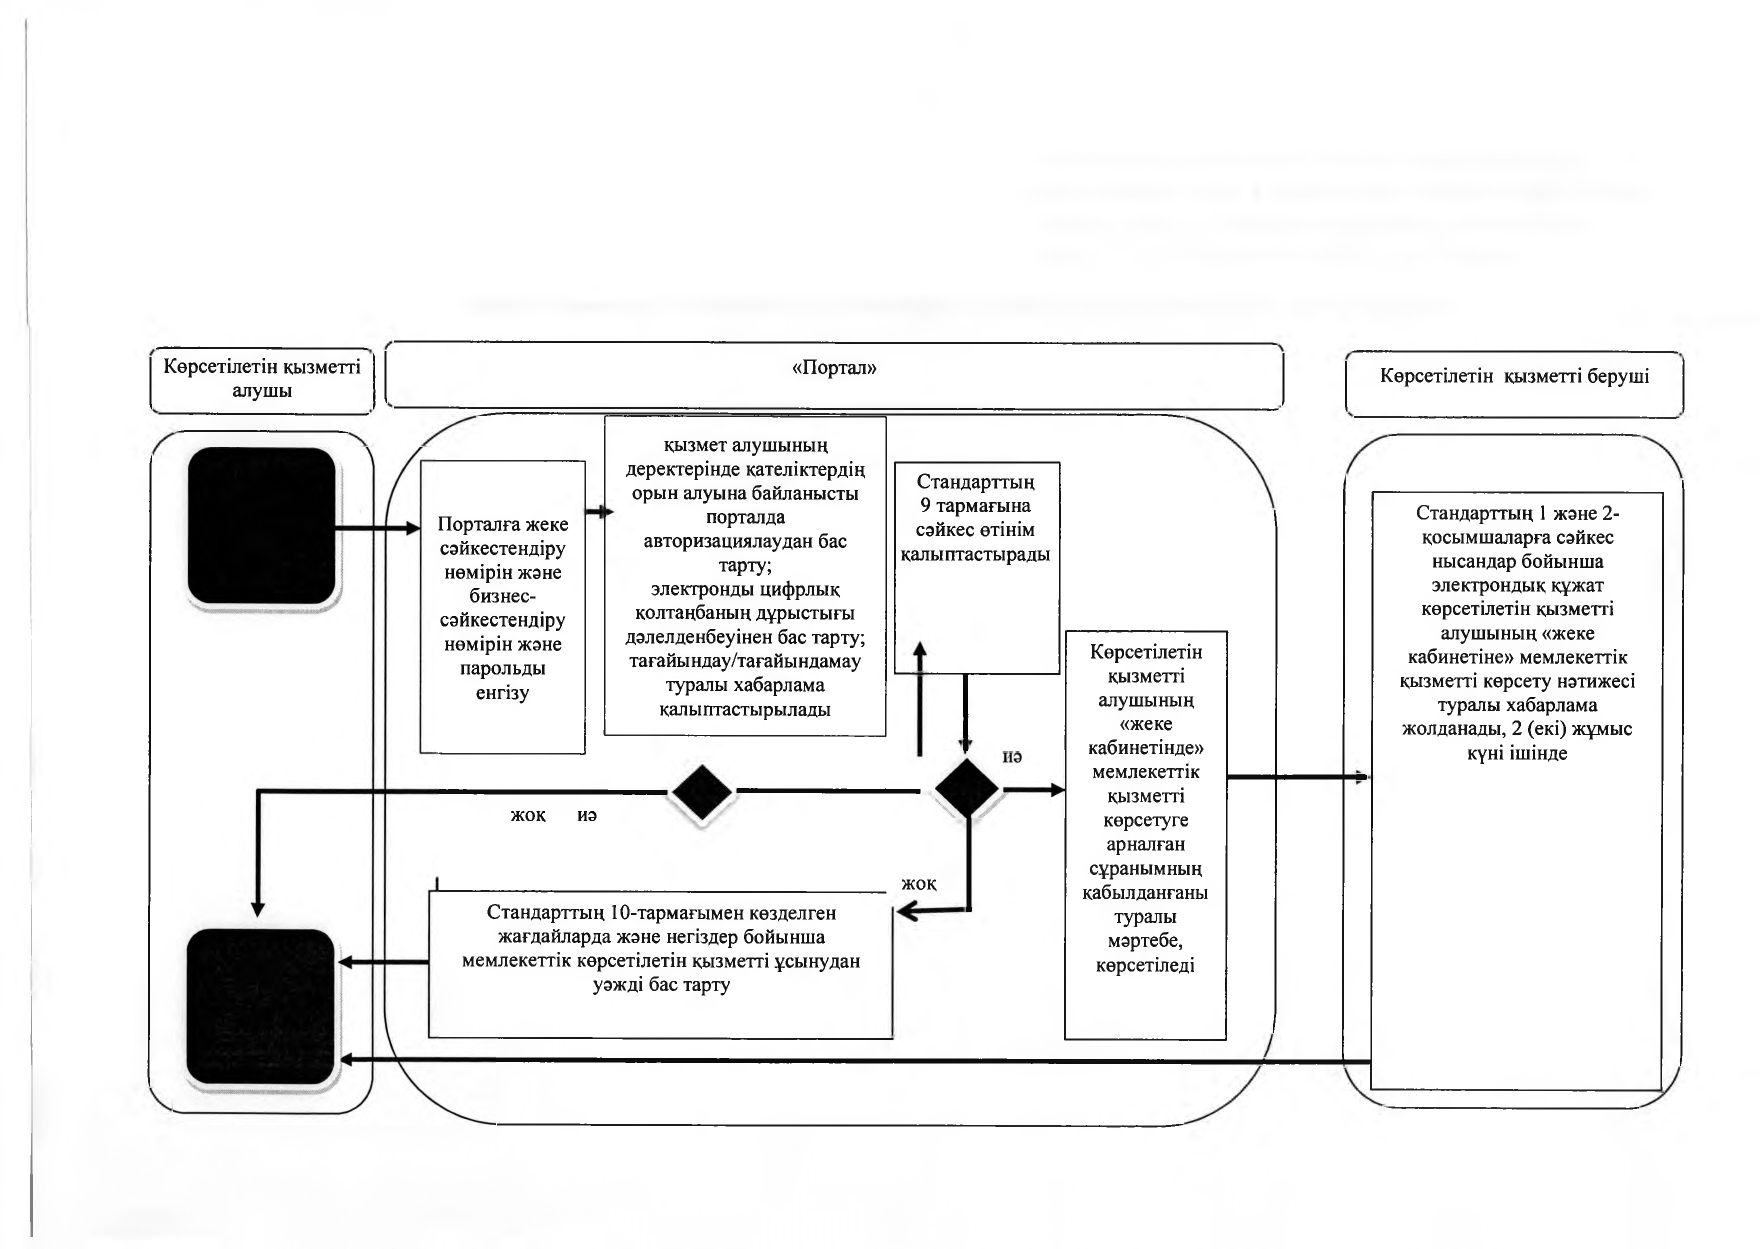 Көрсетілетін қызметті
алушы
«Портал»
Көрсетілетін қызметті беруші
Порталға жеке
сәйкестендіру
нөмірін және
бизнес-
сәйкестендіру
нөмірін және
парольды
енгізу
қызмет алушының
деректерінде қателіктердің
орын алуына байланысты
порталда
авторизациялаудан бас
тарту;
электронды цифрлық
қолтаңбаның дұрыстығы
дәлелденбеуінен бас тарту;
тағайындау/тағайындамау
туралы хабарлама
қалыптастырылады
Стандарттың
9 тармағына
сәйкес өтінім
қалыптастырады
Көрсетілетін
қызметті
алушының
«жеке
кабинетінде»
мемлекеттік
қызметті
көрсетуге
арналған
сұранымның
қабылданғаны
туралы
мәртебе,
көрсетіледі
Стандарттың 1 және 2-
қосымшаларға сәйкес
нысандар бойынша
электрондық құжат
көрсетілетін қызметті
алушының «жеке
кабинетіне» мемлекеттік
қызметті көрсету нәтижесі
туралы хабарлама
жолданады, 2 (екі) жұмыс
күні ішінде
иә
жоқ иә
жоқ
Стандарттың 10-тармағымен көзделген
жағдайларда және негіздер бойынша
мемлекеттік көрсетілетін қызметті ұсынудан
уәжді бас тарту